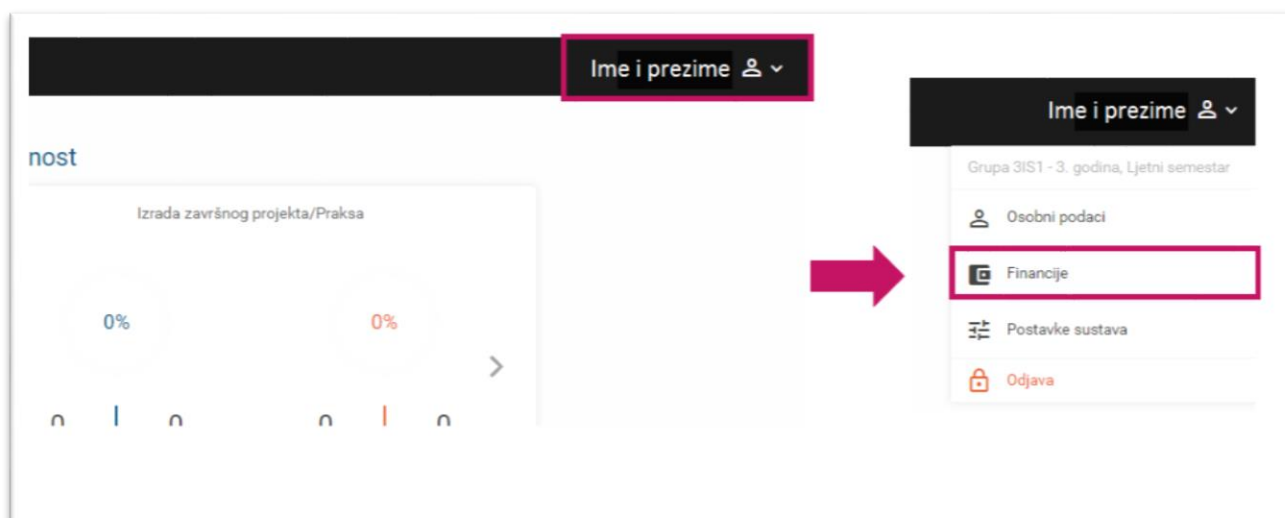 Ime i prezime
nost
Izrada završnog projekta/Praksa
0%
0%
Ime i prezime
Grupa 3IS1 - 3. godina, Ljetni semestar
Osobni podaci
Financije
Postavke sustava
Odjava